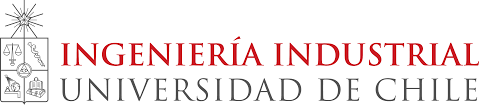 INGENIERÍA INDUSTRIAL
UNIVERSIDAD DE CHILE